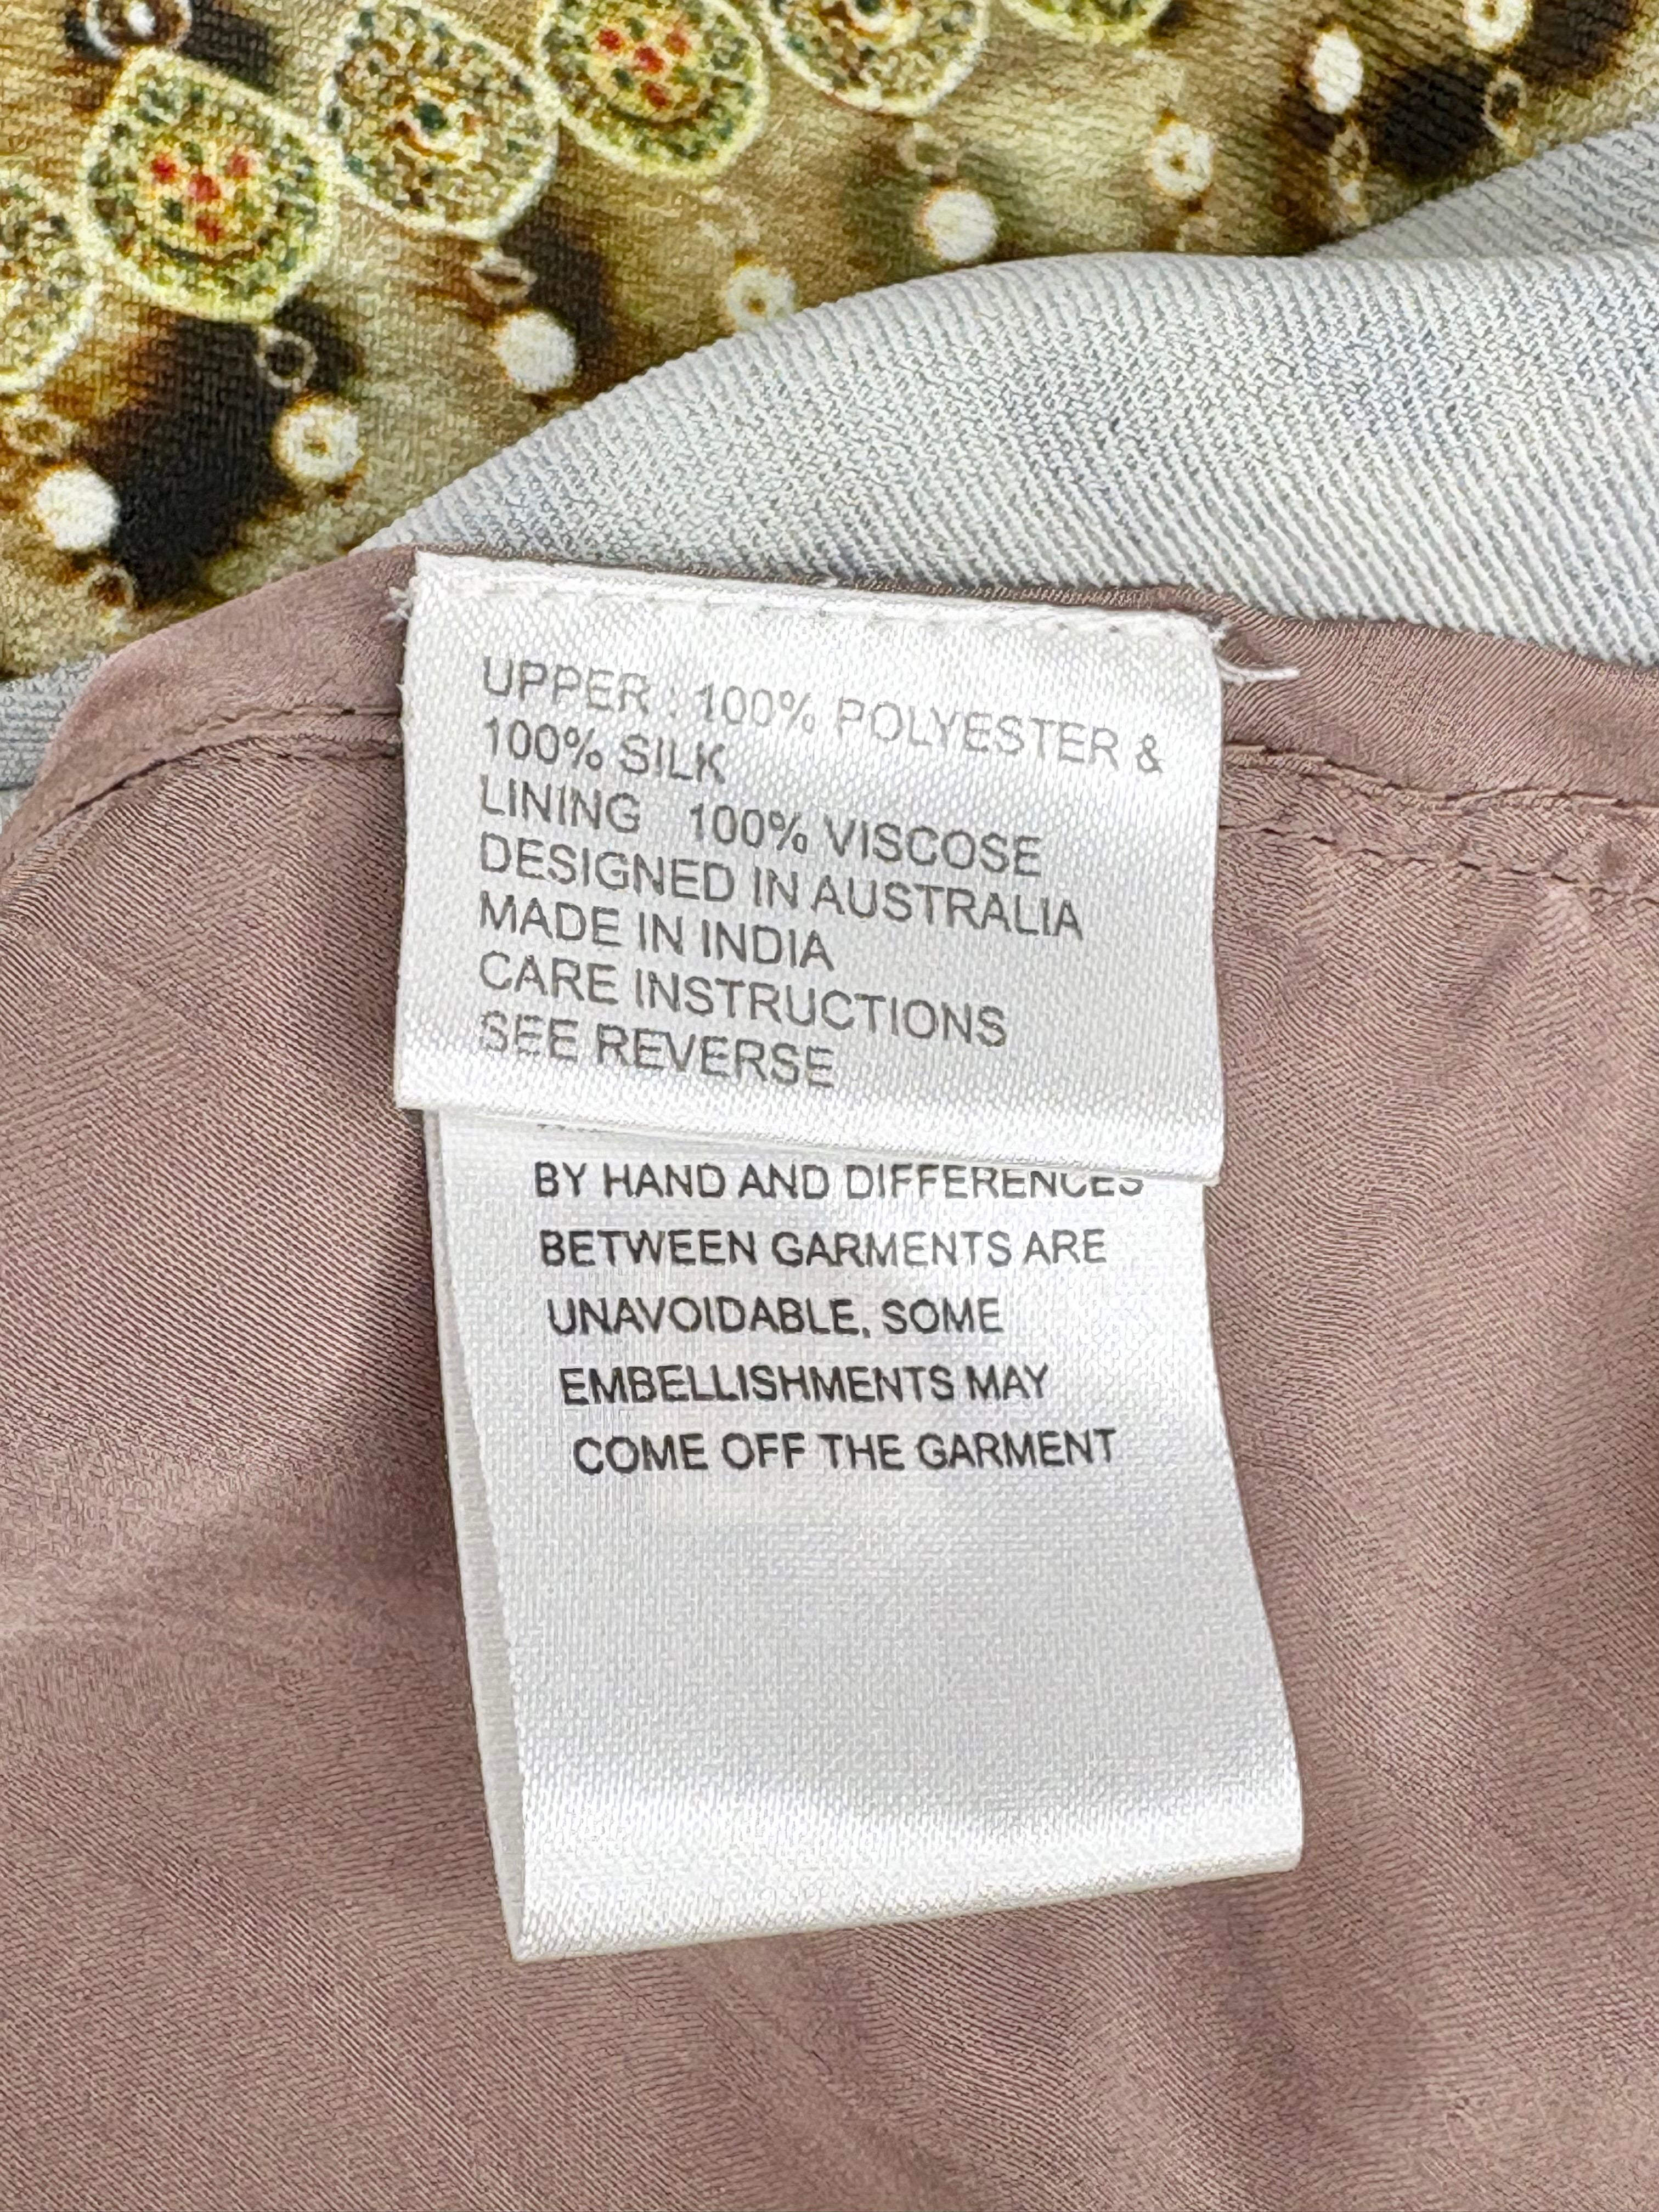 UPPER : 100% POLYESTER &
100% SILK
LINING 100% VISCOSE
DESIGNED IN AUSTRALIA
MADE IN INDIA
CARE INSTRUCTIONS
SEE REVERSE
BY HAND AND DIFFERENCES
BETWEEN GARMENTS ARE
UNAVOIDABLE, SOME
EMBELLISHMENTS MAY
COME OFF THE GARMENT